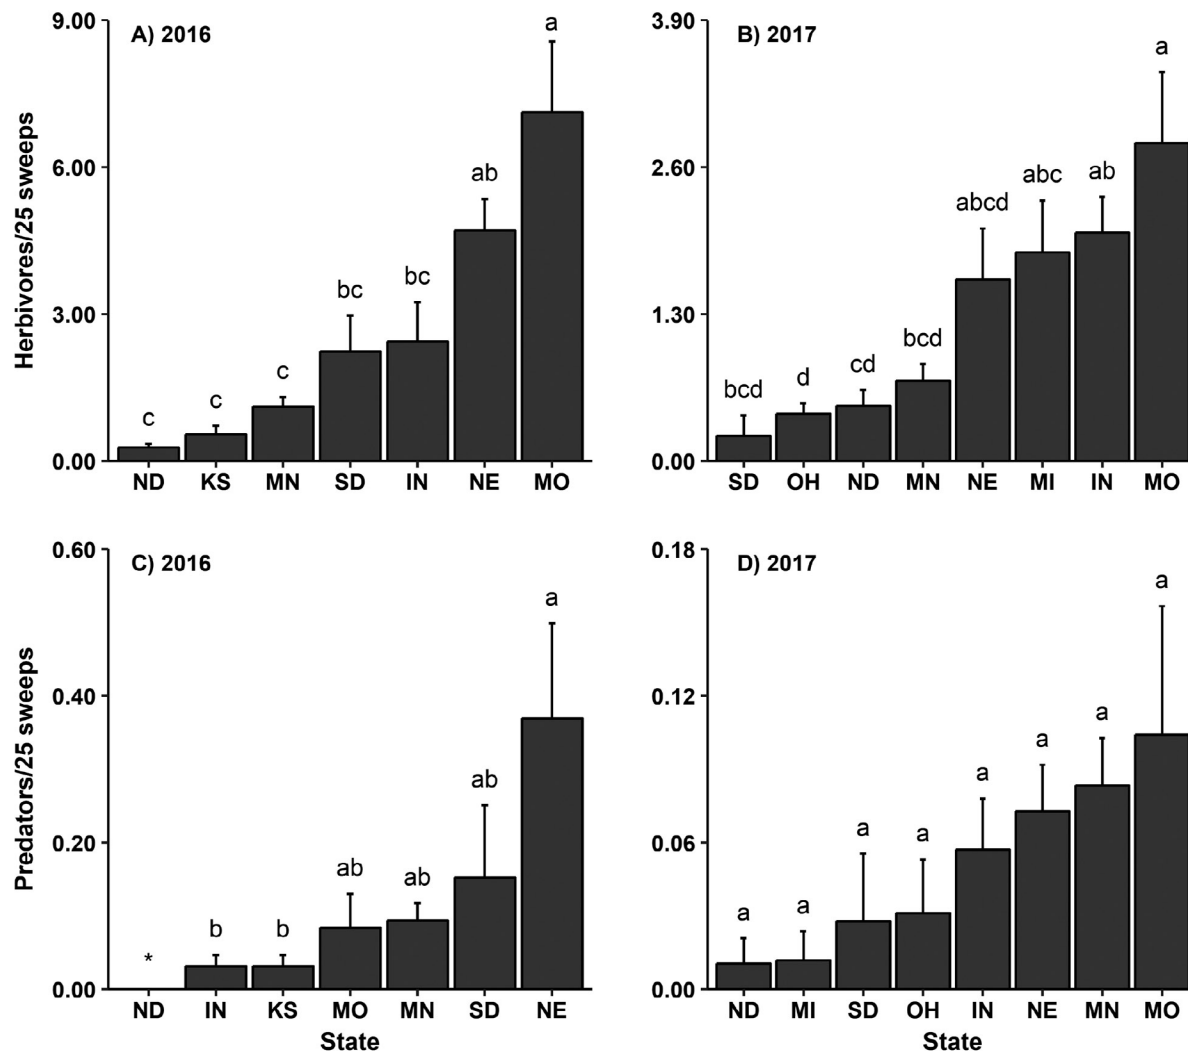 A) 2016
Herbivores/25 sweeps
9.00
6.00
3.00
0.00
c
c
c
bc
bc
ab
a
ND KS MN SD IN NE MO
B) 2017
3.90
2.60
1.30
0.00
bcd
d
cd
bcd
abcd
abc
ab
a
SD OH ND MN NE MI IN MO
C) 2016
Predators/25 sweeps
0.60
0.40
0.20
0.00
*
b
b
ab
ab
ab
a
ND IN KS MO MN SD NE
State
D) 2017
0.18
0.12
0.06
0.00
a
a
a
a
a
a
a
a
ND MI SD OH IN NE MN MO
State